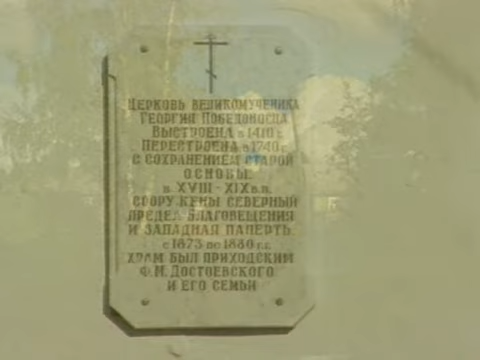 ЦЕРКОВЬ ВЕЛИКОМУЧЕНИКА
ГЕОРГИЯ ПОБЕДОНОСЦА
ВЫСТРОЕНА в 1410 г.
ПЕРЕСТРОЕНА в 1740 г.
С СОХРАНЕНИЕМ СТАРОЙ
ОСНОВЫ
в XVIII - XIX в.в.
СООРУЖЕНЫ СЕВЕРНЫЙ
ПРЕДЕЛ БЛАГОВЕЩЕНИЯ
И ЗАПАДНАЯ ПАПЕРТЬ
с 1873 по 1880 г.г.
ХРАМ БЫЛ ПРИХОДСКИМ
Ф.М. ДОСТОЕВСКОГО
И ЕГО СЕМЬИ